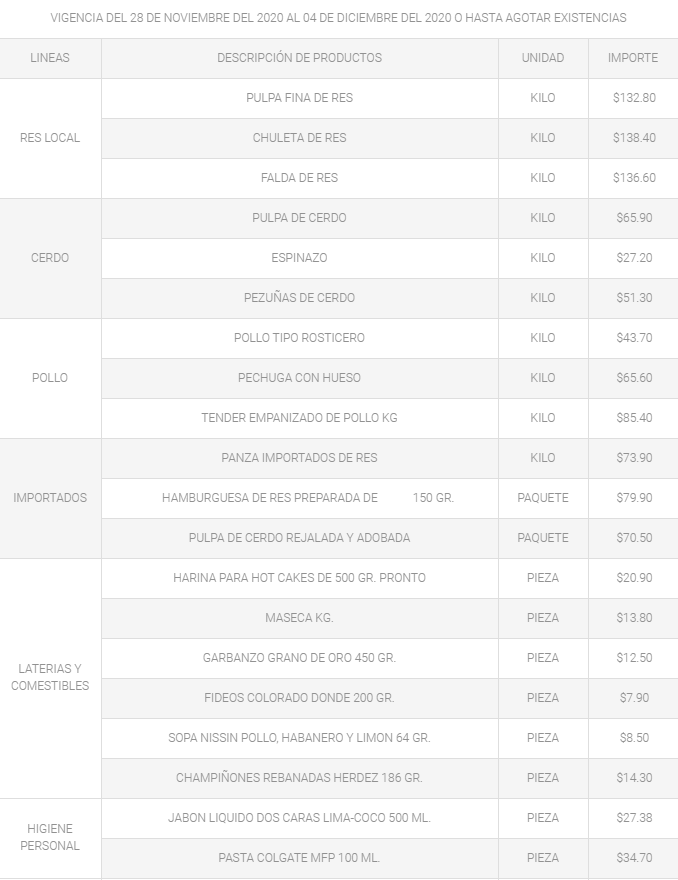 VIGENCIA DEL 28 DE NOVIEMBRE DEL 2020 AL 04 DE DICIEMBRE DEL 2020 O HASTA AGOTAR EXISTENCIAS
LINEAS DESCRIPCIÓN DE PRODUCTOS UNIDAD IMPORTE
RES LOCAL
PULPA FINA DE RES KILO $132.80
CHULETA DE RES KILO $138.40
FALDA DE RES KILO $136.60
CERDO
PULPA DE CERDO KILO $65.90
ESPINAZO KILO $27.20
PEZUÑAS DE CERDO KILO $51.30
POLLO
POLLO TIPO ROSTICERO KILO $43.70
PECHUGA CON HUESO KILO $65.60
TENDER EMPANIZADO DE POLLO KG KILO $85.40
IMPORTADOS
PANZA IMPORTADOS DE RES KILO $73.90
HAMBURGUESA DE RES PREPARADA DE 150 GR. PAQUETE $79.90
PULPA DE CERDO REJALADA Y ADOBADA PAQUETE $70.50
LATERIAS Y
COMESTIBLES
HARINA PARA HOT CAKES DE 500 GR. PRONTO PIEZA $20.90
MASECA KG. PIEZA $13.80
GARBANZO GRANO DE ORO 450 GR. PIEZA $12.50
FIDEOS COLORADO DONDE 200 GR. PIEZA $7.90
SOPA NISSIN POLLO, HABANERO Y LIMON 64 GR. PIEZA $8.50
CHAMPIÑONES REBANADAS HERDEZ 186 GR. PIEZA $14.30
HIGIENE
PERSONAL
JABON LIQUIDO DOS CARAS LIMA-COCO 500 ML. PIEZA $27.38
PASTA COLGATE MFP 100 ML. PIEZA $34.70